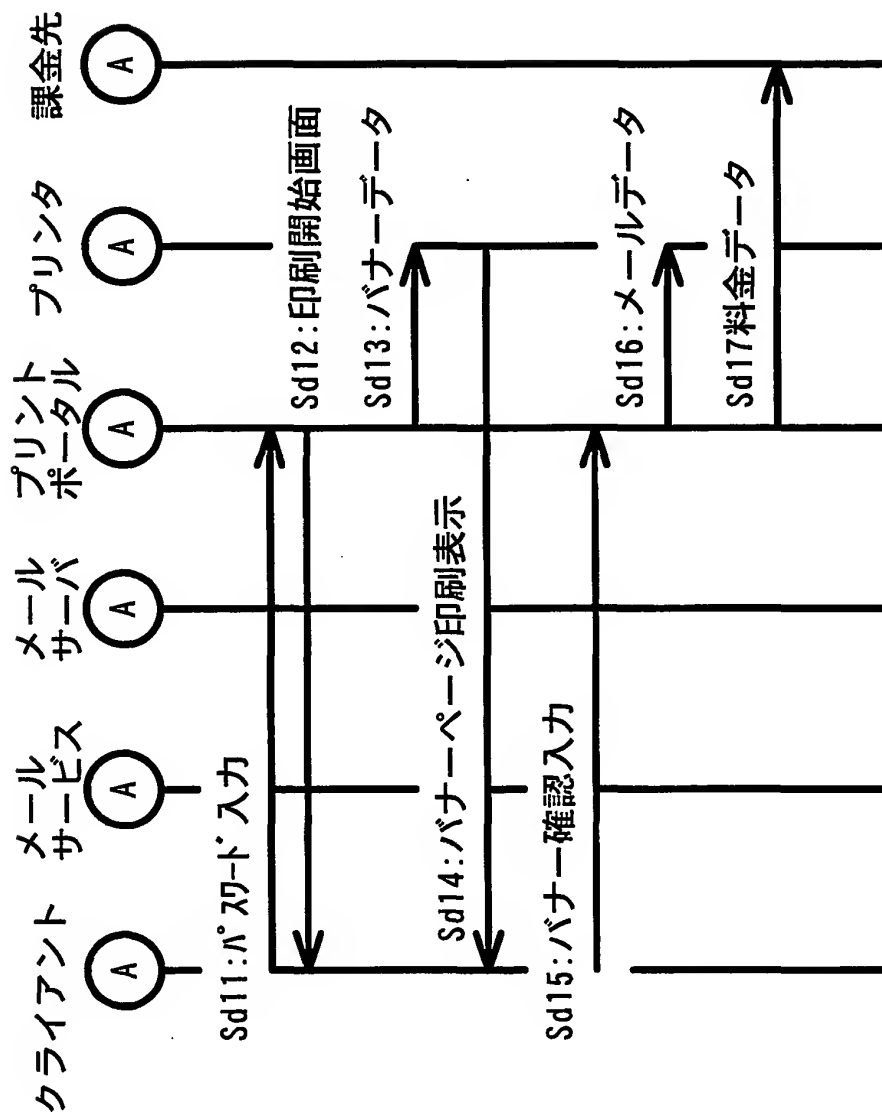 クライアント
メール
サービス
メール
サーバ
プリント
ポータル
プリンタ
課金先
A
A
A
A
A
A
Sd11:ﾊﾟｽﾜｰﾄﾞ入力
Sd12:印刷開始画面
Sd13:バナーデータ
Sd14:バナーページ印刷表示
Sd15:バナー確認入力
Sd16:メールデータ
Sd17料金データ